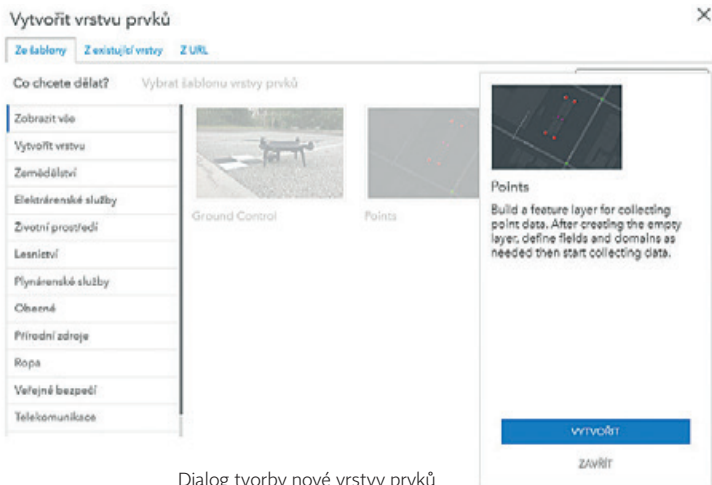 Vytvořit vrstvu prvků
Ze šablony Z existující vrstvy Z URL
Co chcete dělat? Vybrat šablonu vrstvy prvků
Zobrazit vše
Vytvořit vrstvu
Zemědělství
Elektrárenské služby
Životní prostředí
Lesnictví
Plynárenské služby
Obecné
Přírodní zdroje
Ropa
Veřejné bezpečí
Telekomunikace
Ground Control
Points
Points
Build a feature layer for collecting
point data. After creating the empty
layer, define fields and domains as
needed then start collecting data.
VYTVOŘIT
ZAVŘÍT
Dialog tvorby nové vrstvy prvků